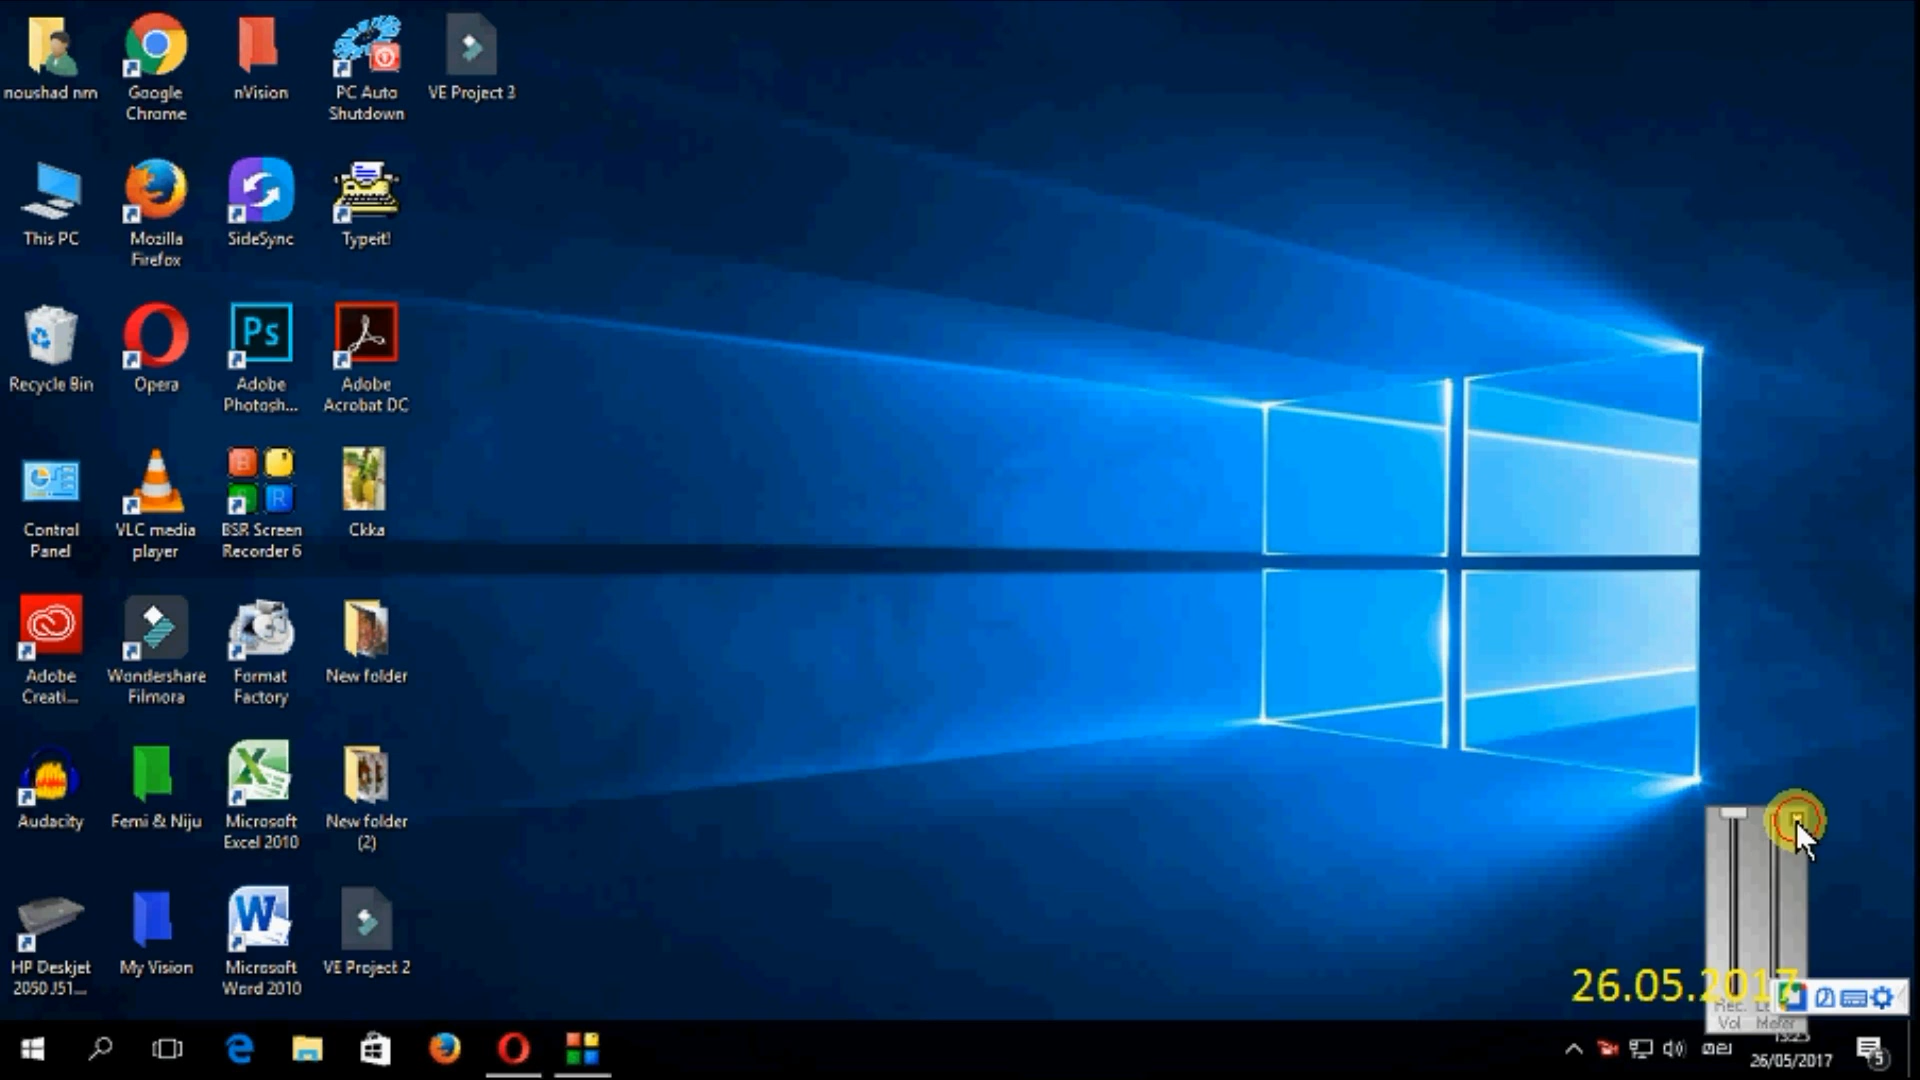 noushad nm
Google
Chrome
nVision
PC Auto
Shutdown
VE Project 3
This PC
Mozilla
Firefox
SideSync
TypeIt!
Recycle Bin
Opera
Ps
Adobe
Photosh...
Adobe
Acrobat DC
Control
Panel
VLC media
player
B
R
BSR Screen
Recorder 6
Ckka
Adobe
Creati...
Wondershare
Filmora
Format
Factory
New folder
Audacity
Femi & Niju
Microsoft
Excel 2010
New folder
(2)
HP Deskjet
2050 J51...
My Vision
W
Microsoft
Word 2010
VE Project 2
26.05.2017
Rec.
Vol Meter
26/05/2017
5